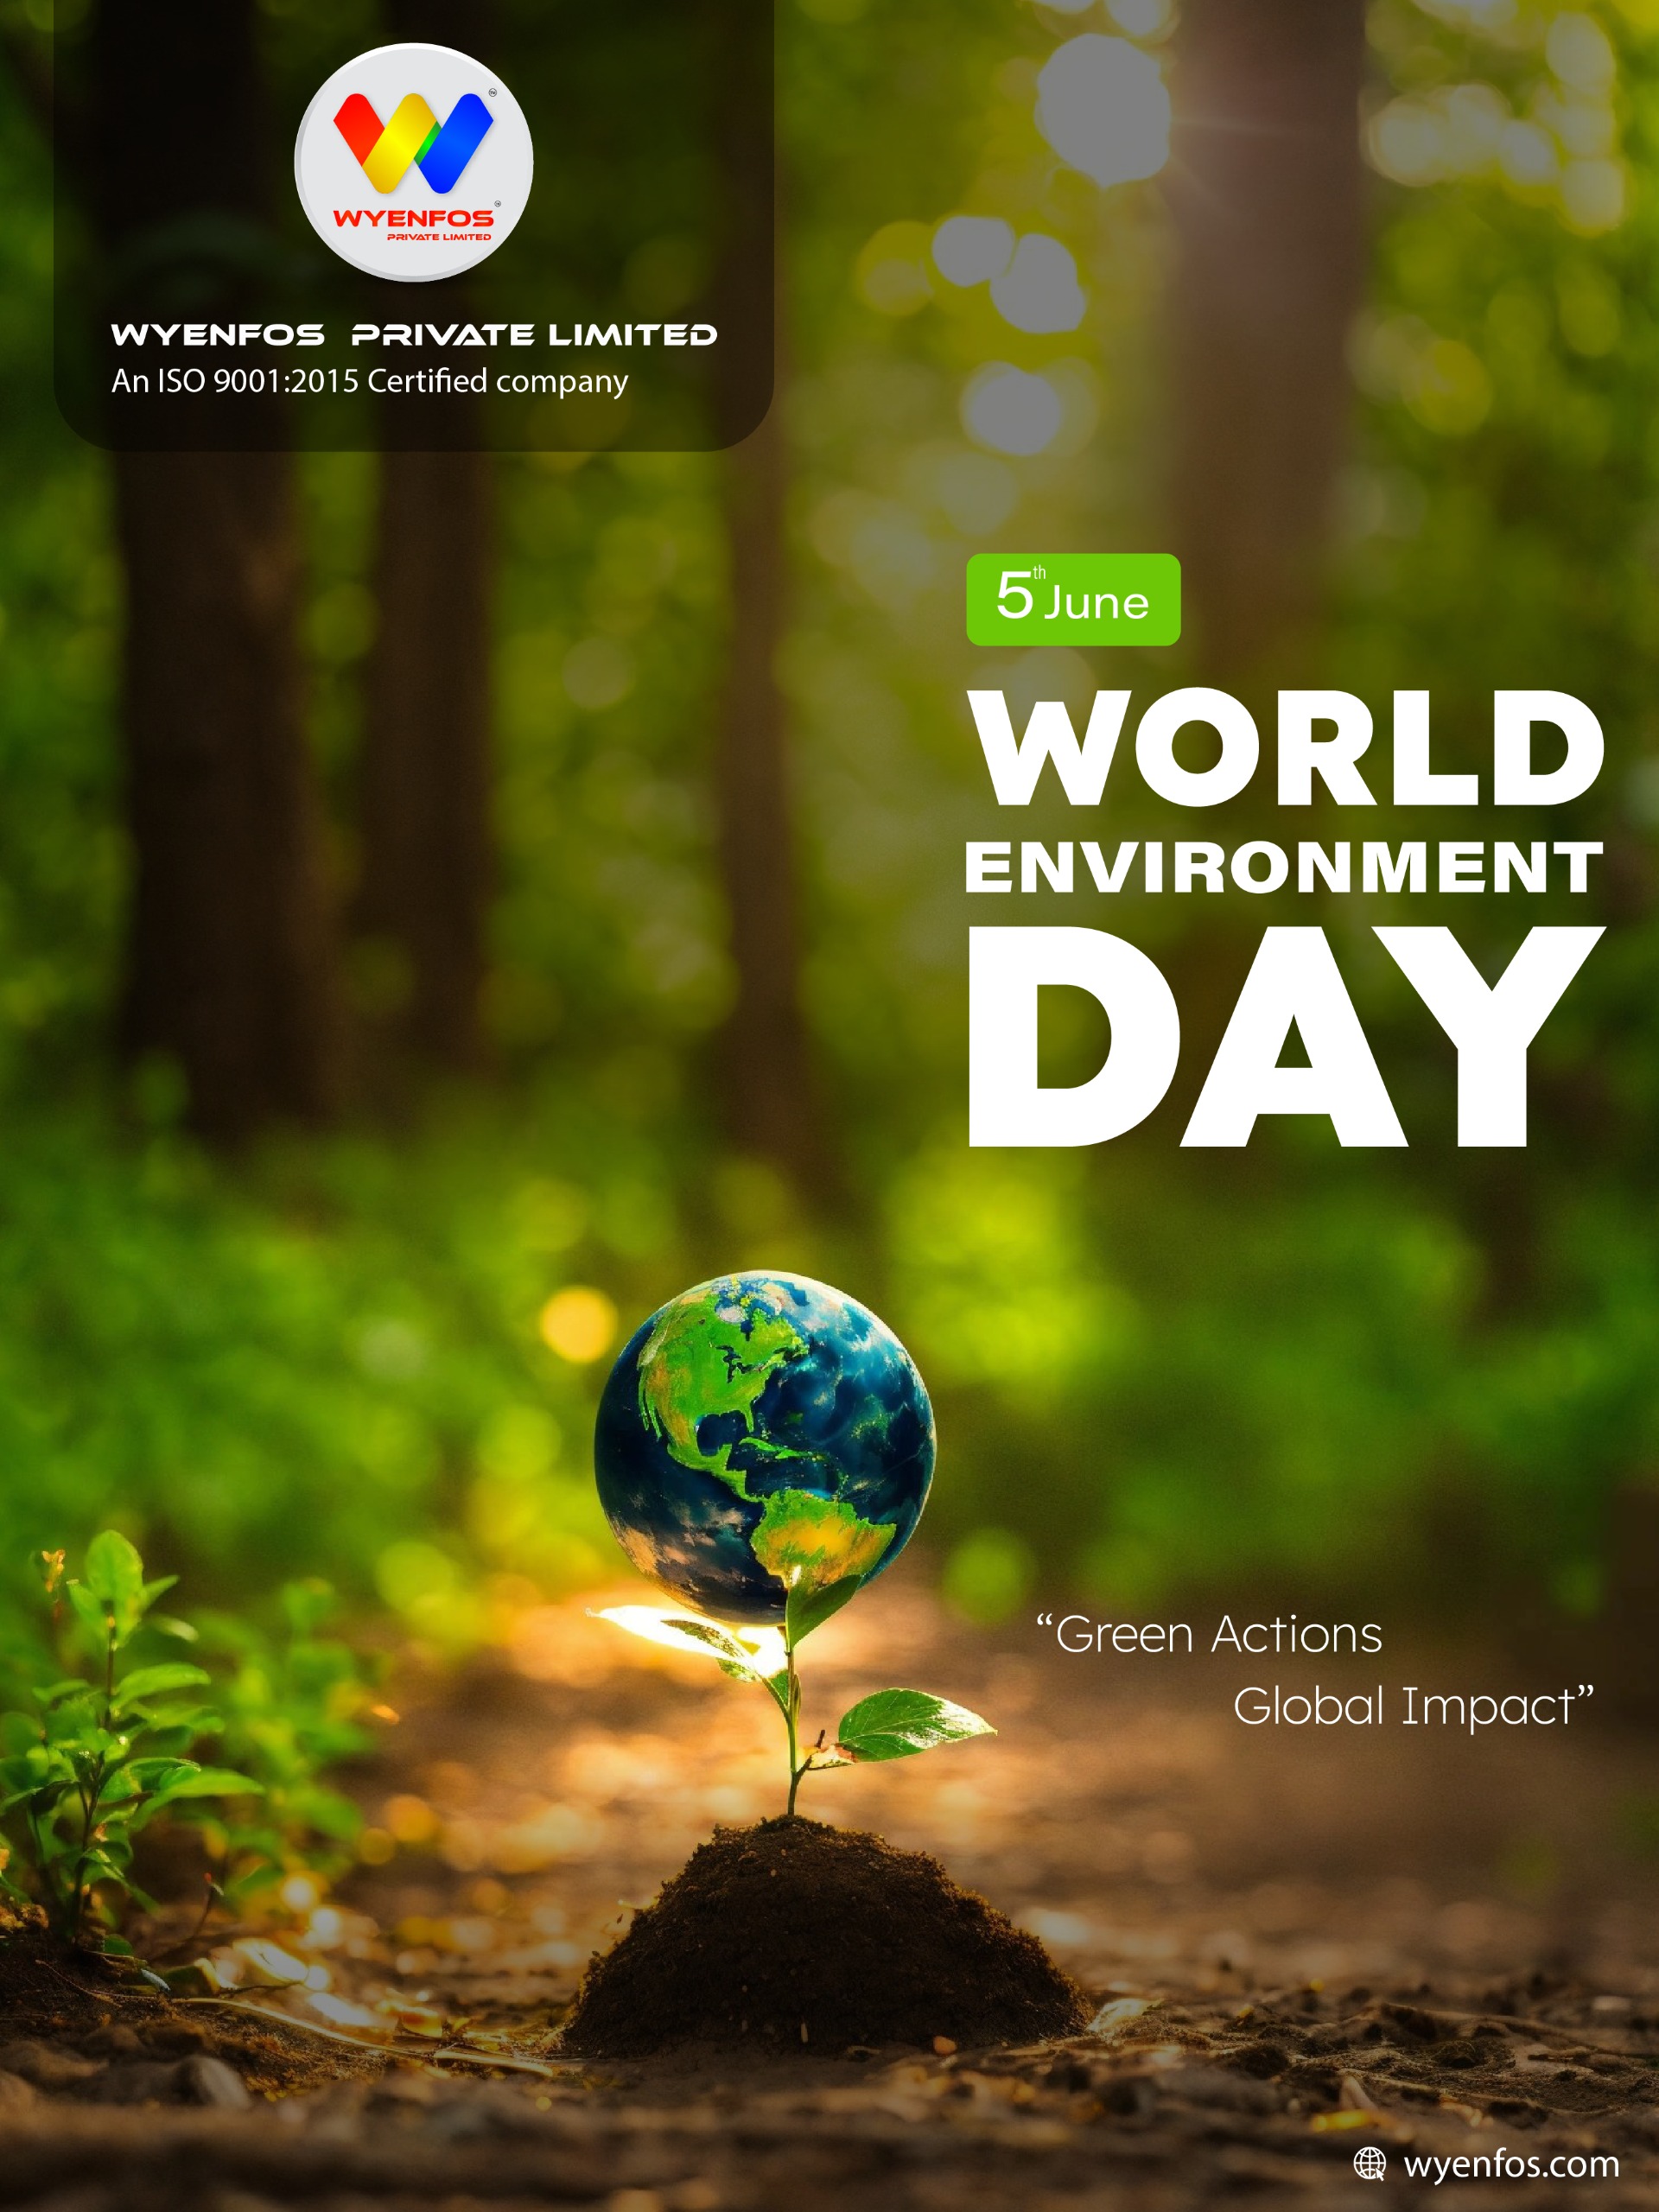 WYENFOS
PRIVATE LIMITED
WYENFOS PRIVATE LIMITED
An ISO 9001:2015 Certified company
5th June
WORLD
ENVIRONMENT
DAY
“Green Actions
Global Impact”
wyenfos.com